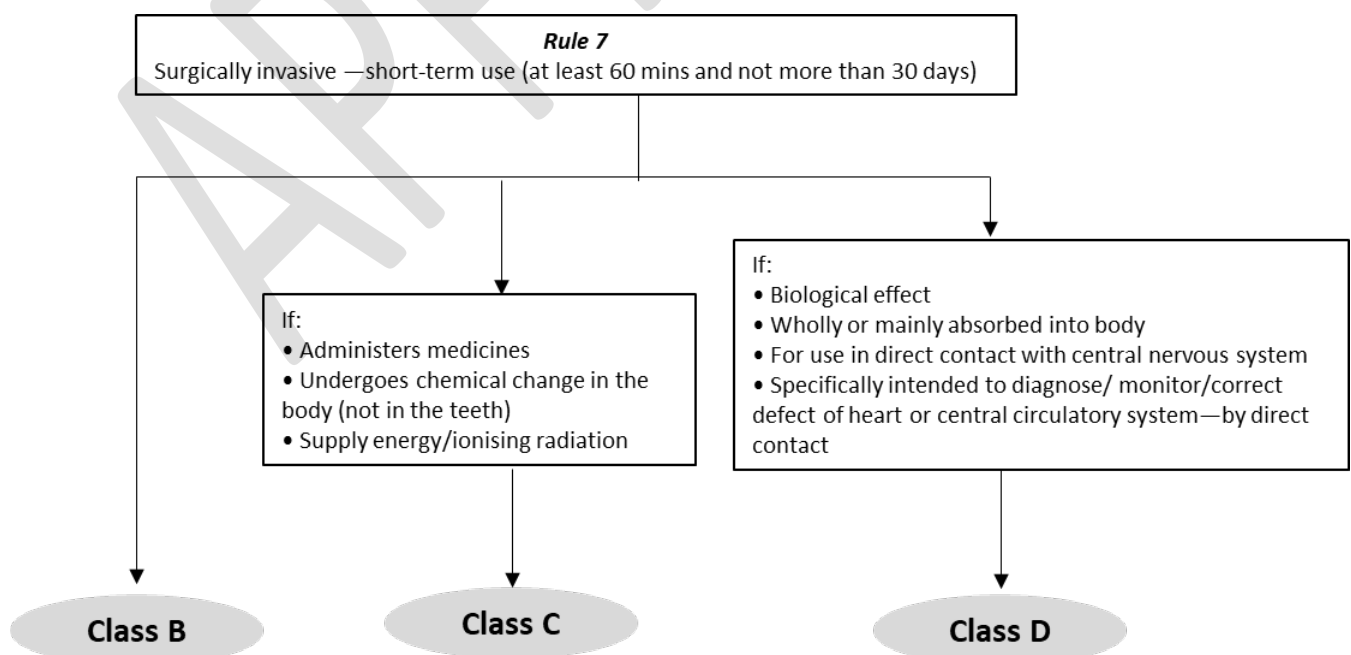 Rule 7
Surgically invasive —short-term use (at least 60 mins and not more than 30 days)
If:
• Administers medicines
• Undergoes chemical change in the
body (not in the teeth)
• Supply energy/ionising radiation
If:
• Biological effect
• Wholly or mainly absorbed into body
• For use in direct contact with central nervous system
• Specifically intended to diagnose/ monitor/correct
defect of heart or central circulatory system—by direct
contact
Class B
Class C
Class D